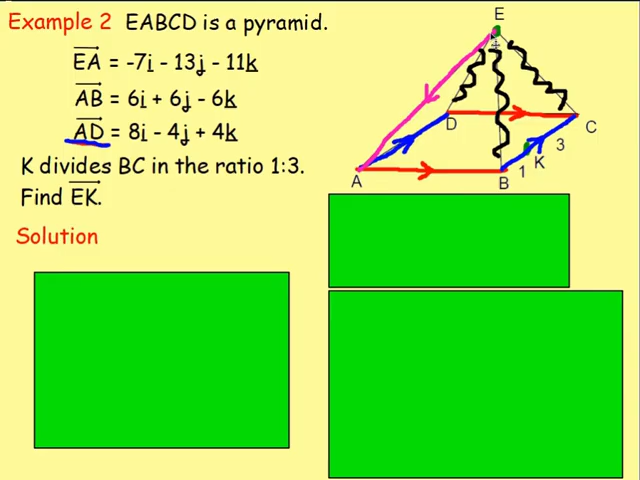 Example 2 EABCD is a pyramid.
EA = -7i - 13j - 11k
AB = 6i + 6j - 6k
AD = 8i - 4j + 4k
K divides BC in the ratio 1:3.
Find EK.
Solution
E
D
C
3
K
1
A
B